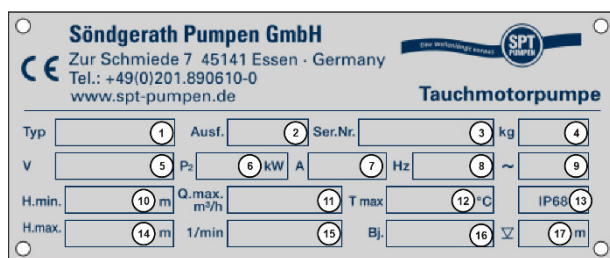 Söndgerath Pumpen GmbH
Zur Schmiede 7 45141 Essen · Germany
Tel.: +49(0)201.890610-0
www.spt-pumpen.de
Eine Wellenlänge voraus
SPT
PUMPEN
CE
Tauchmotorpumpe
Typ 1 Ausf. 2 Ser.Nr. 3 kg 4
V 5 P2 6 kW A 7 Hz 8 ~ 9
H.min. 10 m Q.max. m³/h 11 T max 12 °C IP68 13
H.max. 14 m 1/min 15 Bj. 16 17 m